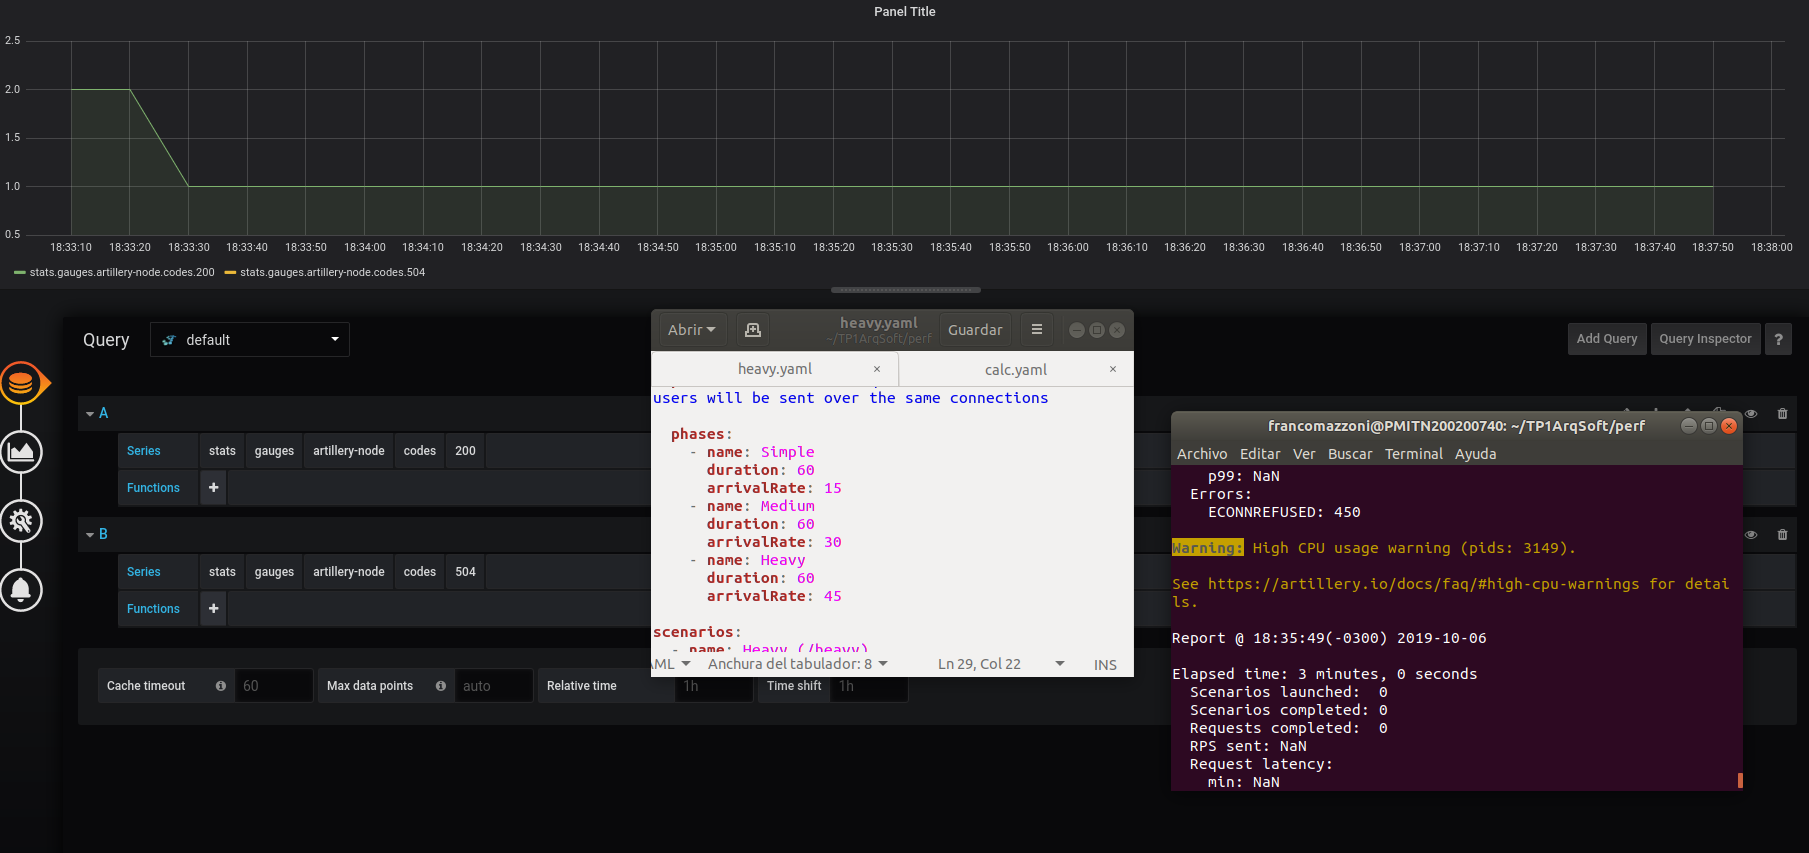 Panel Title
2.5
2.0
1.5
1.0
0.5
18:33:10 18:33:20 18:33:30 18:33:40 18:33:50 18:34:00 18:34:10 18:34:20 18:34:30 18:34:40 18:34:50 18:35:00 18:35:10 18:35:20 18:35:30 18:35:40 18:35:50 18:36:00 18:36:10 18:36:20 18:36:30 18:36:40 18:36:50 18:37:00 18:37:10 18:37:20 18:37:30 18:37:40 18:37:50 18:38:00
stats.gauges.artillery-node.codes.200 stats.gauges.artillery-node.codes.504
Query default Add Query Query Inspector ?
A
Series stats gauges artillery-node codes 200
Functions +
B
Series stats gauges artillery-node codes 504
Functions +
Cache timeout 60 Max data points auto Relative time 1h Time shift 1h
Abrir heavy.yaml Guardar
~/TP1ArqSoft/perf
heavy.yaml × calc.yaml ×
users will be sent over the same connections
phases:
- name: Simple
duration: 60
arrivalRate: 15
- name: Medium
duration: 60
arrivalRate: 30
- name: Heavy
duration: 60
arrivalRate: 45
scenarios:
- name: Heavy (/heavy)
AML Anchura del tabulador: 8 Ln 29, Col 22 INS
francomazzoni@PMITN200200740: ~/TP1ArqSoft/perf
Archivo Editar Ver Buscar Terminal Ayuda
p99: NaN
Errors:
ECONNREFUSED: 450
Warning: High CPU usage warning (pids: 3149).
See https://artillery.io/docs/faq/#high-cpu-warnings for detai
ls.
Report @ 18:35:49(-0300) 2019-10-06
Elapsed time: 3 minutes, 0 seconds
Scenarios launched: 0
Scenarios completed: 0
Requests completed: 0
RPS sent: NaN
Request latency:
min: NaN